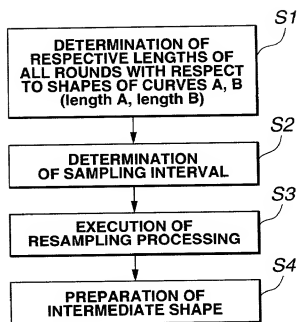 S1
DETERMINATION OF
RESPECTIVE LENGTHS OF
ALL ROUNDS WITH RESPECT
TO SHAPES OF CURVES A, B
(length A, length B)
S2
DETERMINATION
OF SAMPLING INTERVAL
S3
EXECUTION OF
RESAMPLING PROCESSING
S4
PREPARATION OF
INTERMEDIATE SHAPE